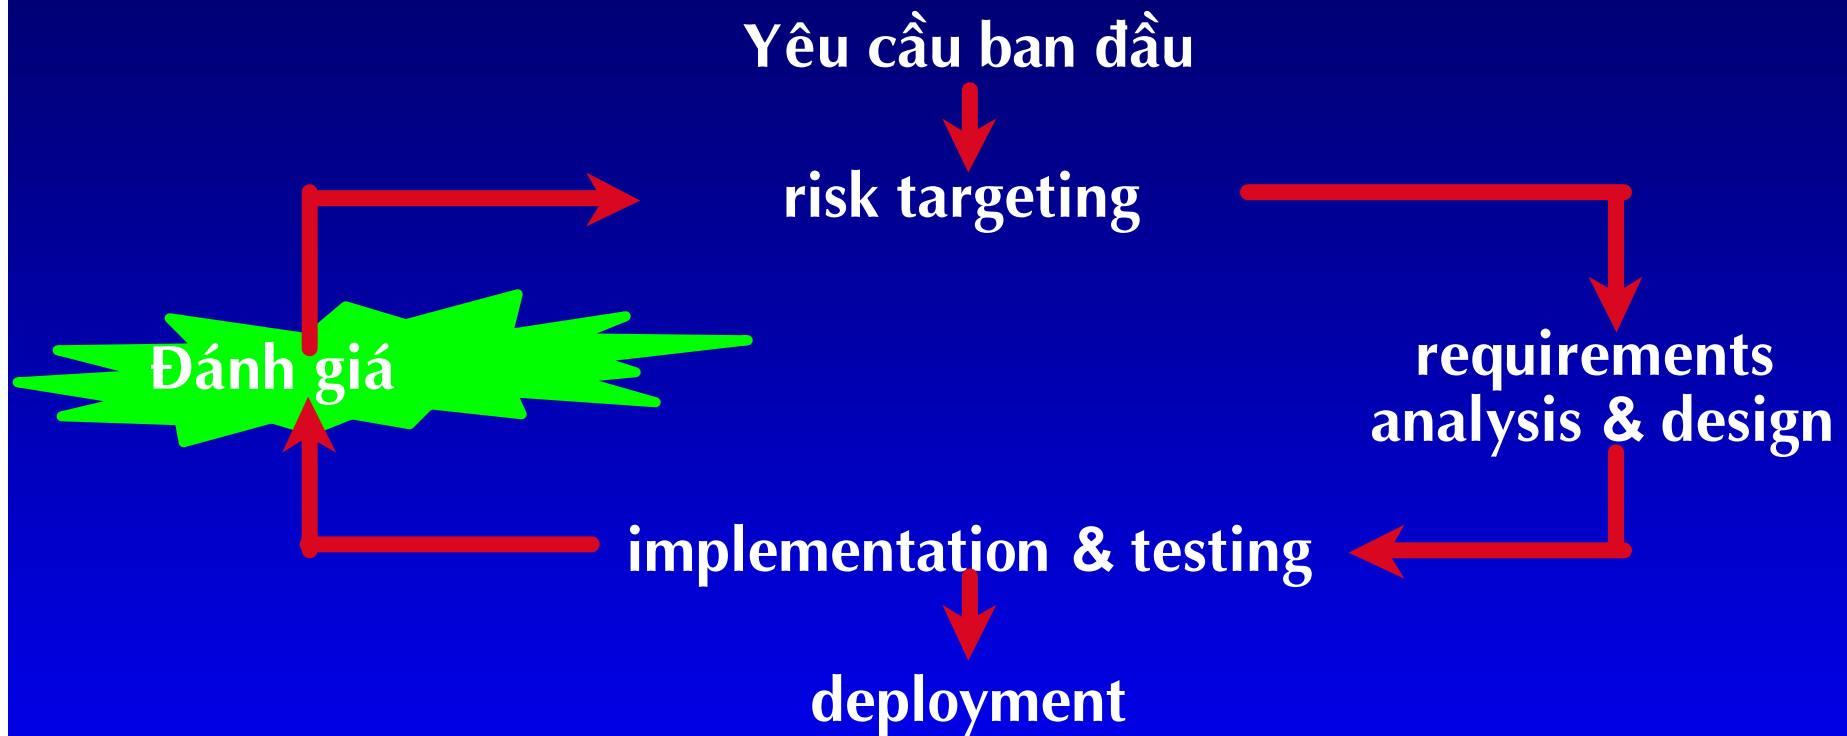 Yêu cầu ban đầu
risk targeting
Đánh giá
requirements
analysis & design
implementation & testing
deployment